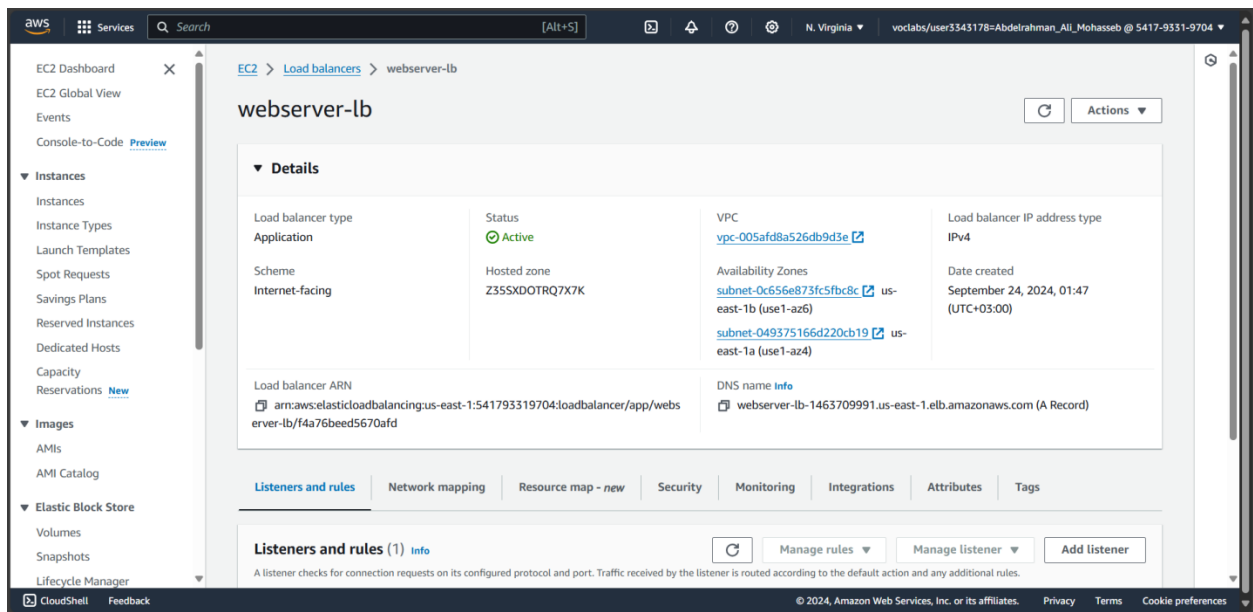 aws
Services
Search
[Alt+S]
N. Virginia
voclabs/user3343178=Abdelrahman_Ali_Mohasseb @ 5417-9331-9704
EC2 Dashboard
EC2 Global View
Events
Console-to-Code Preview
Instances
Instances
Instance Types
Launch Templates
Spot Requests
Savings Plans
Reserved Instances
Dedicated Hosts
Capacity
Reservations New
Images
AMIs
AMI Catalog
Elastic Block Store
Volumes
Snapshots
Lifecycle Manager
EC2 > Load balancers > webserver-lb
webserver-lb
Actions
Details
Load balancer type
Application
Status
Active
VPC
vpc-005afd8a526db9d3e
Load balancer IP address type
IPv4
Scheme
Internet-facing
Hosted zone
Z35SXDOTRQ7X7K
Availability Zones
subnet-0c656e873fc5fbc8c us-
east-1b (use1-az6)
subnet-049375166d220cb19 us-
east-1a (use1-az4)
Date created
September 24, 2024, 01:47
(UTC+03:00)
Load balancer ARN
arn:aws:elasticloadbalancing:us-east-1:541793319704:loadbalancer/app/webs
erver-lb/f4a76beed5670afd
DNS name Info
webserver-lb-1463709991.us-east-1.elb.amazonaws.com (A Record)
Listeners and rules
Network mapping
Resource map - new
Security
Monitoring
Integrations
Attributes
Tags
Listeners and rules (1) Info
Manage rules
Manage listener
Add listener
A listener checks for connection requests on its configured protocol and port. Traffic received by the listener is routed according to the default action and any additional rules.
CloudShell
Feedback
© 2024, Amazon Web Services, Inc. or its affiliates.
Privacy
Terms
Cookie preferences